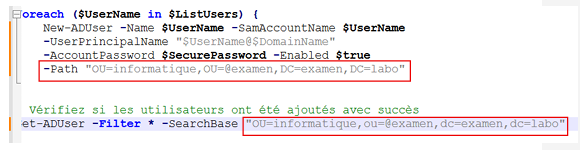 oreach ($UserName in $ListUsers) {
New-ADUser -Name $UserName -SamAccountName $UserName
-UserPrincipalName "$UserName@$DomainName"
-AccountPassword $SecurePassword -Enabled $true
-Path "OU=informatique,OU=@examen,DC=examen,DC=labo"
Vérifiez si les utilisateurs ont été ajoutés avec succès
et-ADUser -Filter * -SearchBase "OU=informatique,ou=@examen,dc=examen,dc=labo"